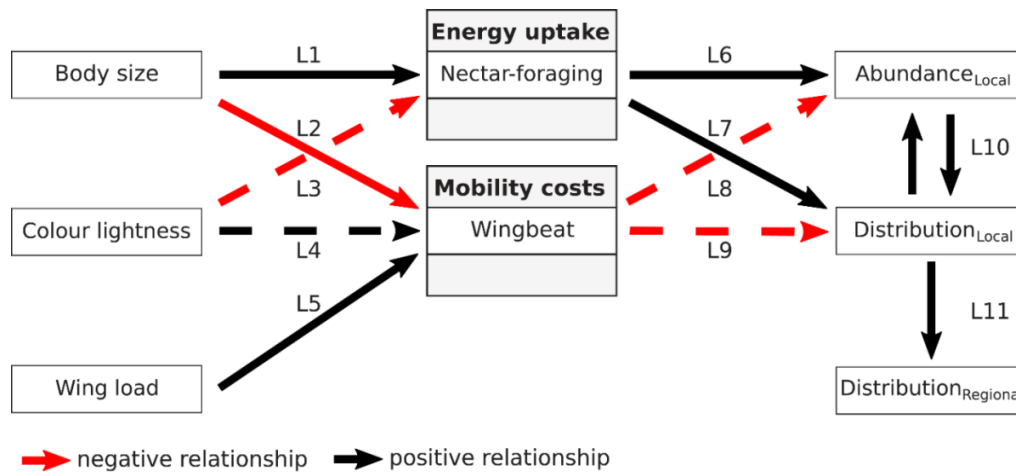 Energy uptake
Body size
L1
Nectar-foraging
L6
AbundanceLocal
L2
L7
L10
L3
Mobility costs
L8
Colour lightness
Wingbeat
DistributionLocal
L4
L9
L5
L11
Wing load
DistributionRegional
negative relationship
positive relationship